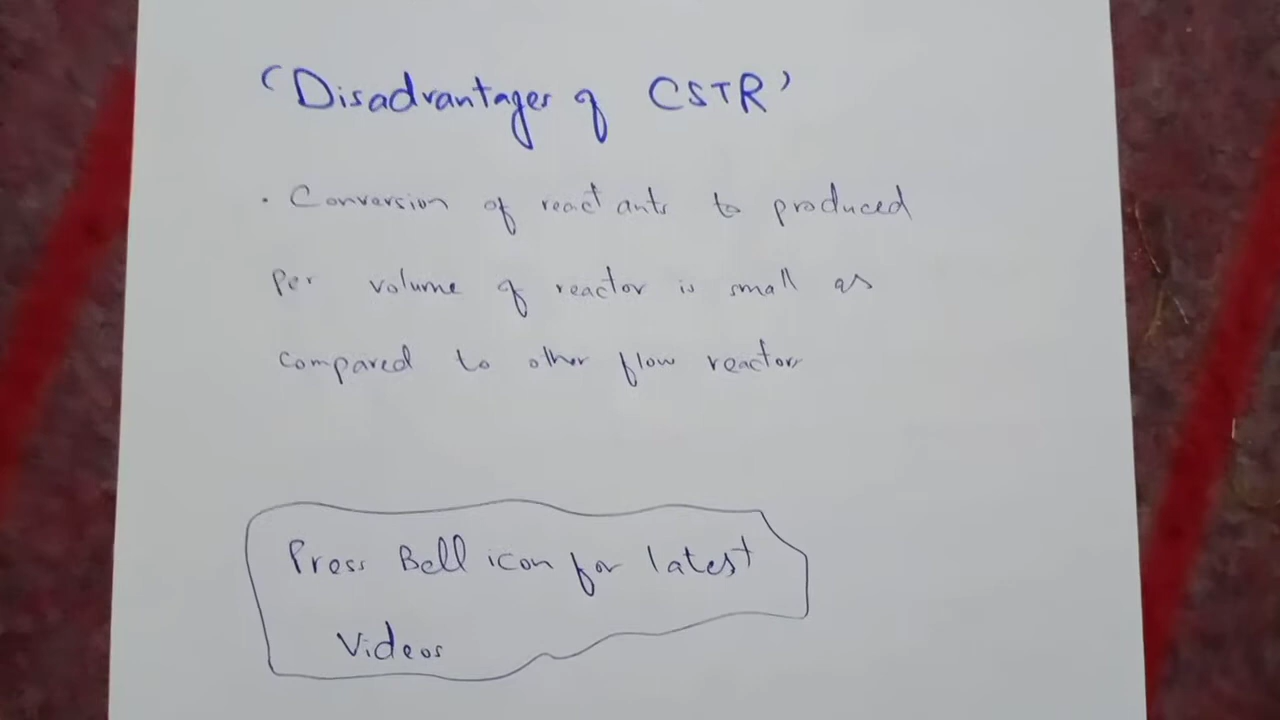 'Disadvantages of CSTR'
. Conversion of reactants to produced
Per volume of reactor is small as
compared to other flow reactors
Press Bell icon for latest
Videos